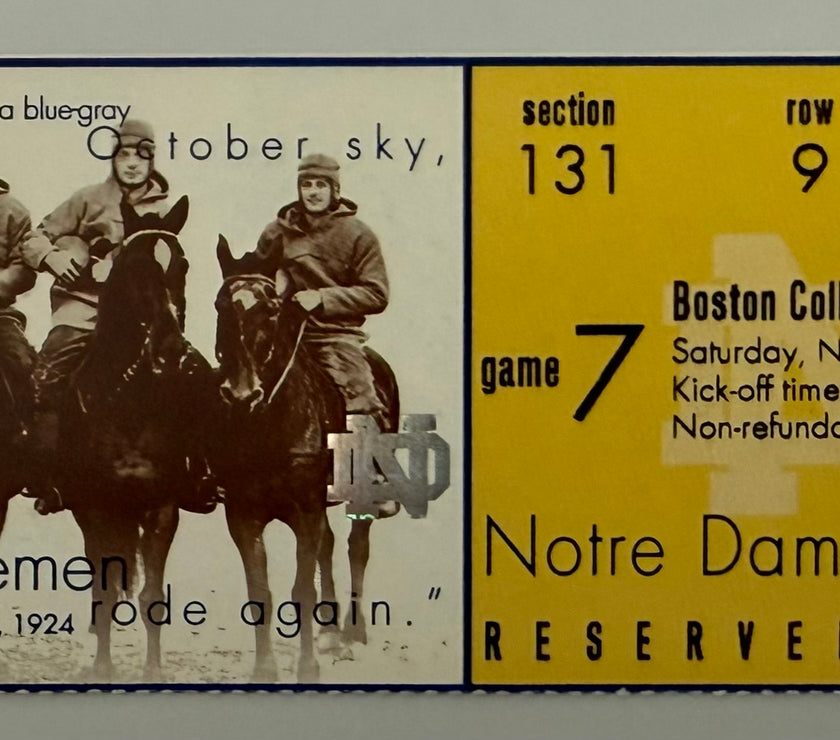 a blue-gray
October sky,
emen
, 1924 rode again."
section
131
row
9
game 7
Boston Coll
Saturday, N
Kick-off time
Non-refunda
Notre Dam
RESERVE
ND